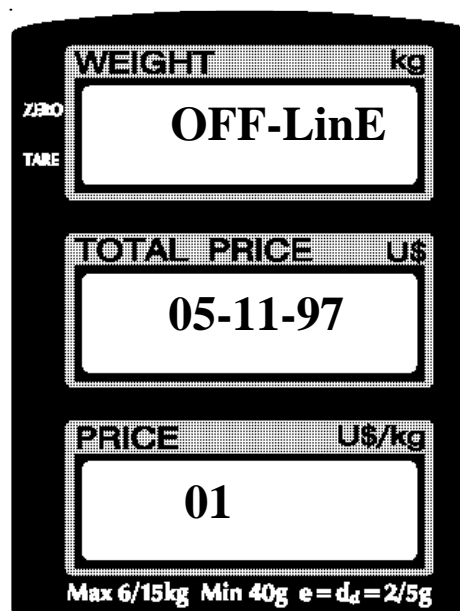 WEIGHT kg
ZERO
OFF-LinE
TARE
TOTAL PRICE U$
05-11-97
PRICE U$/kg
01
Max 6/15kg Min 40g e=dd=2/5g